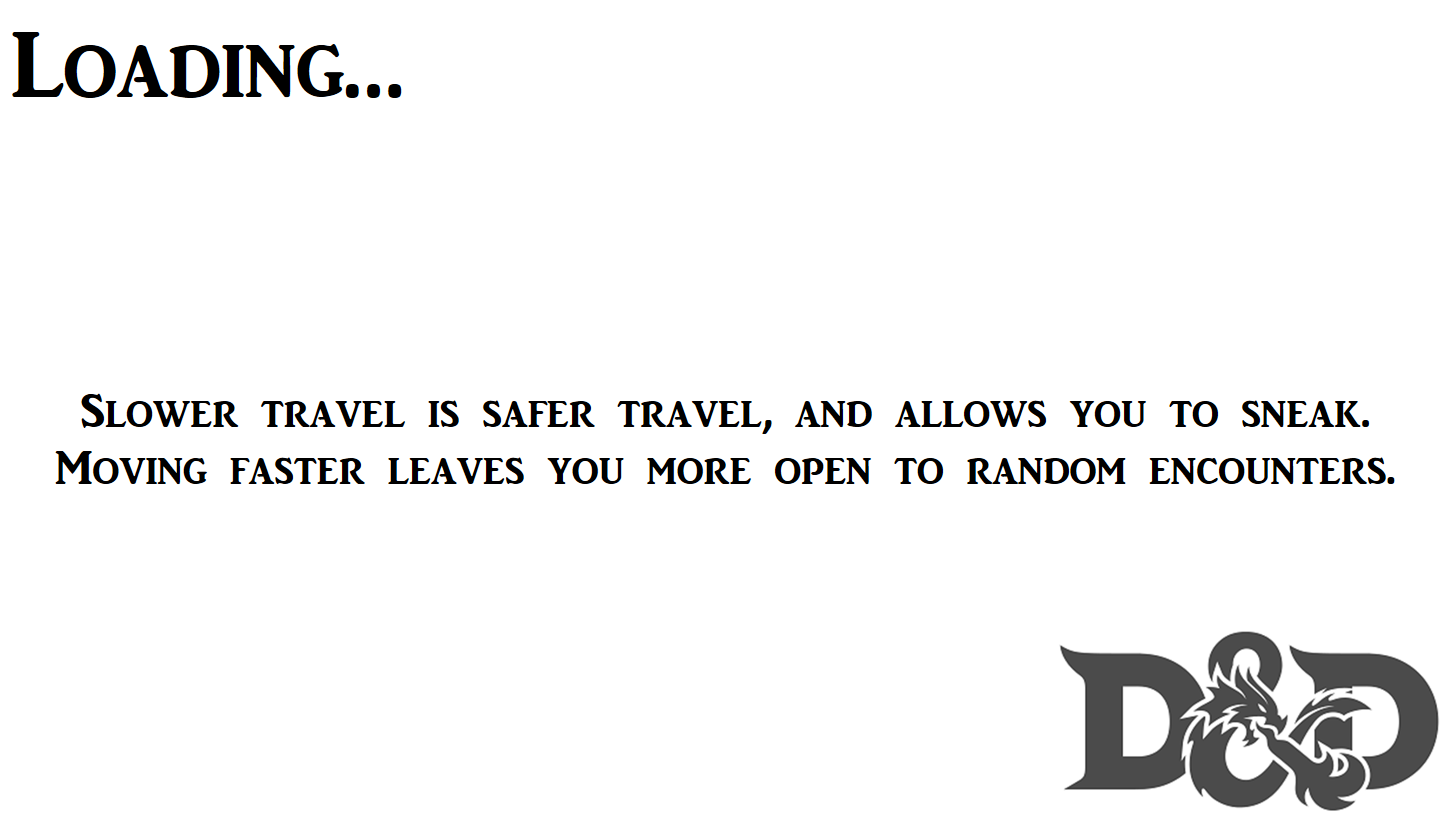 Loading...
Slower travel is safer travel, and allows you to sneak.
Moving faster leaves you more open to random encounters.
D&D